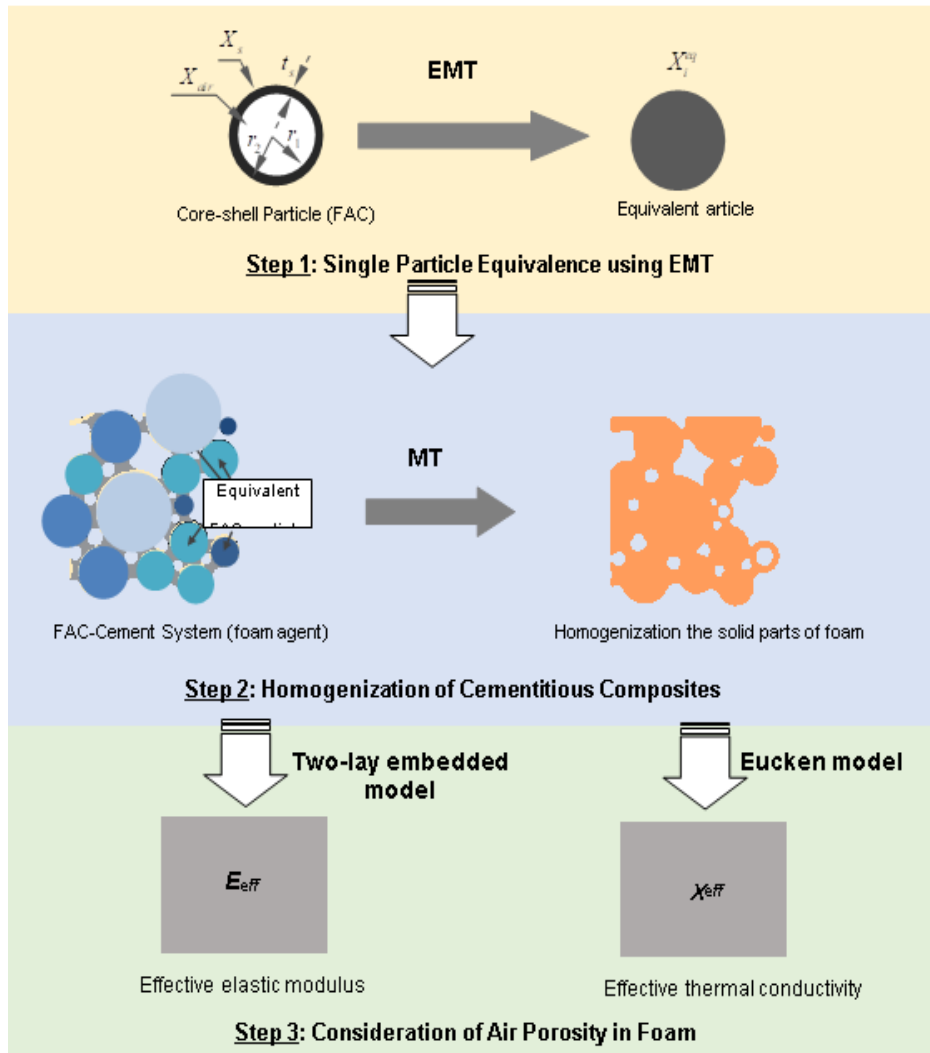 X_s
t_s
X_air
r_2
r_1
EMT
X_i^eq
Core-shell Particle (FAC)
Equivalent article
Step 1: Single Particle Equivalence using EMT
MT
Equivalent
FAC-Cement System (foam agent)
Homogenization the solid parts of foam
Step 2: Homogenization of Cementitious Composites
Two-lay embedded
model
Eucken model
E_eff
χ^eff
Effective elastic modulus
Effective thermal conductivity
Step 3: Consideration of Air Porosity in Foam